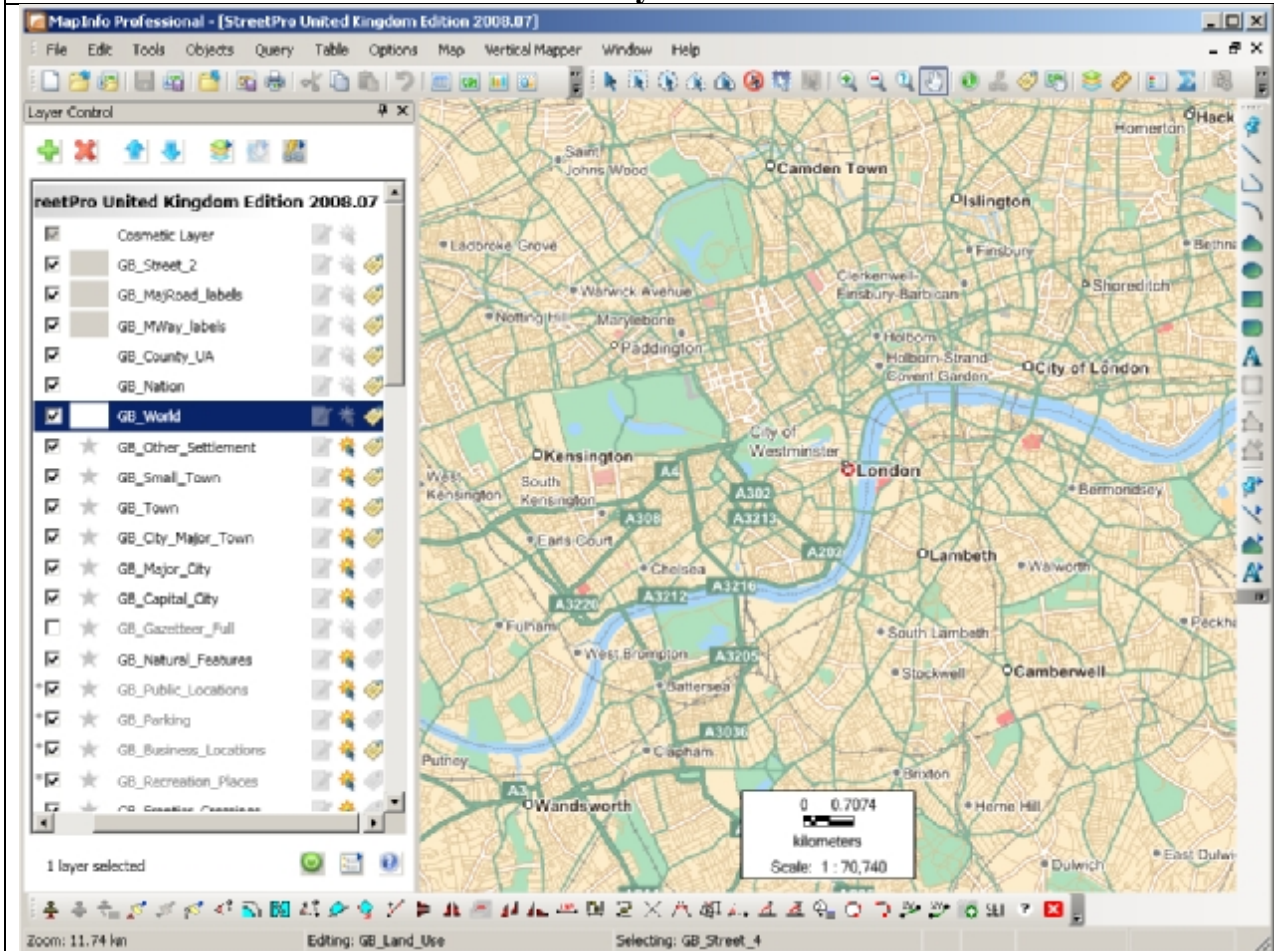 MapInfo Professional - [StreetPro United Kingdom Edition 2008.07]
File Edit Tools Objects Query Table Options Map Vertical Mapper Window Help
Layer Control
reetPro United Kingdom Edition 2008.07
Cosmetic Layer
GB_Street_2
GB_MajRoad_labels
GB_MWay_labels
GB_County_UA
GB_Nation
GB_World
GB_Other_Settlement
GB_Small_Town
GB_Town
GB_City_Major_Town
GB_Major_City
GB_Capital_City
GB_Gazetteer_Full
GB_Natural_Features
GB_Public_Locations
GB_Parking
GB_Business_Locations
GB_Recreation_Places
1 layer selected
Hack
Homerton
Saint
Johns Wood
Camden Town
Islington
Ladbroke Grove
Finsbury
Bethn
Clerkenwell-
Finsbury-Barbican
Warwick Avenue
Shoreditch
Notting Hill
Marylebone
Paddington
Holborn
Holborn-Strand-
Covent Garden
City of London
City of
Westminster
Kensington
London
A4
West
Kensington
South
Kensington
A302
Bermondsey
A308
A3213
Earls Court
A202
Lambeth
Walworth
Chelsea
A3216
A3220
A3212
Fulham
Peckh
South Lambeth
West Brompton
A3205
Stockwell
Camberwell
Battersea
A3036
Clapham
Putney
Brixton
A3
Wandsworth
Herne Hill
0 0.7074
kilometers
Scale: 1 : 70,740
Dulwich
East Dulwi
Zoom: 11.74 km
Editing: GB_Land_Use
Selecting: GB_Street_4